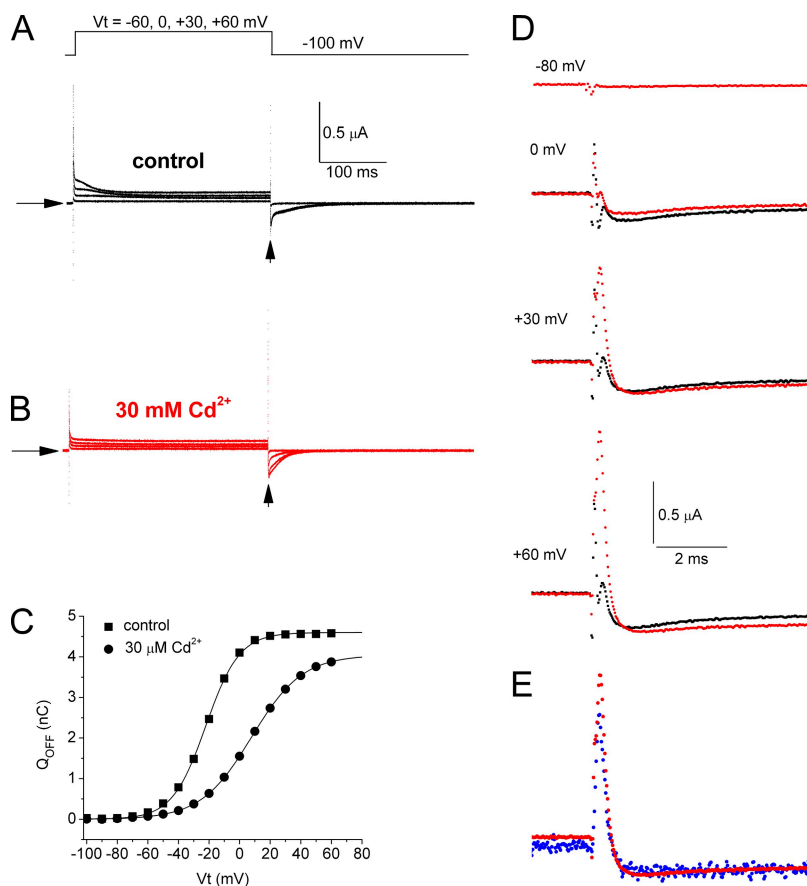 A
Vt = -60, 0, +30, +60 mV
-100 mV
control
0.5 μA
100 ms
B
30 mM Cd2+
C
control
30 μM Cd2+
QOFF (nC)
5
4
3
2
1
0
-100 -80 -60 -40 -20 0 20 40 60 80
Vt (mV)
D
-80 mV
0 mV
+30 mV
+60 mV
0.5 μA
2 ms
E